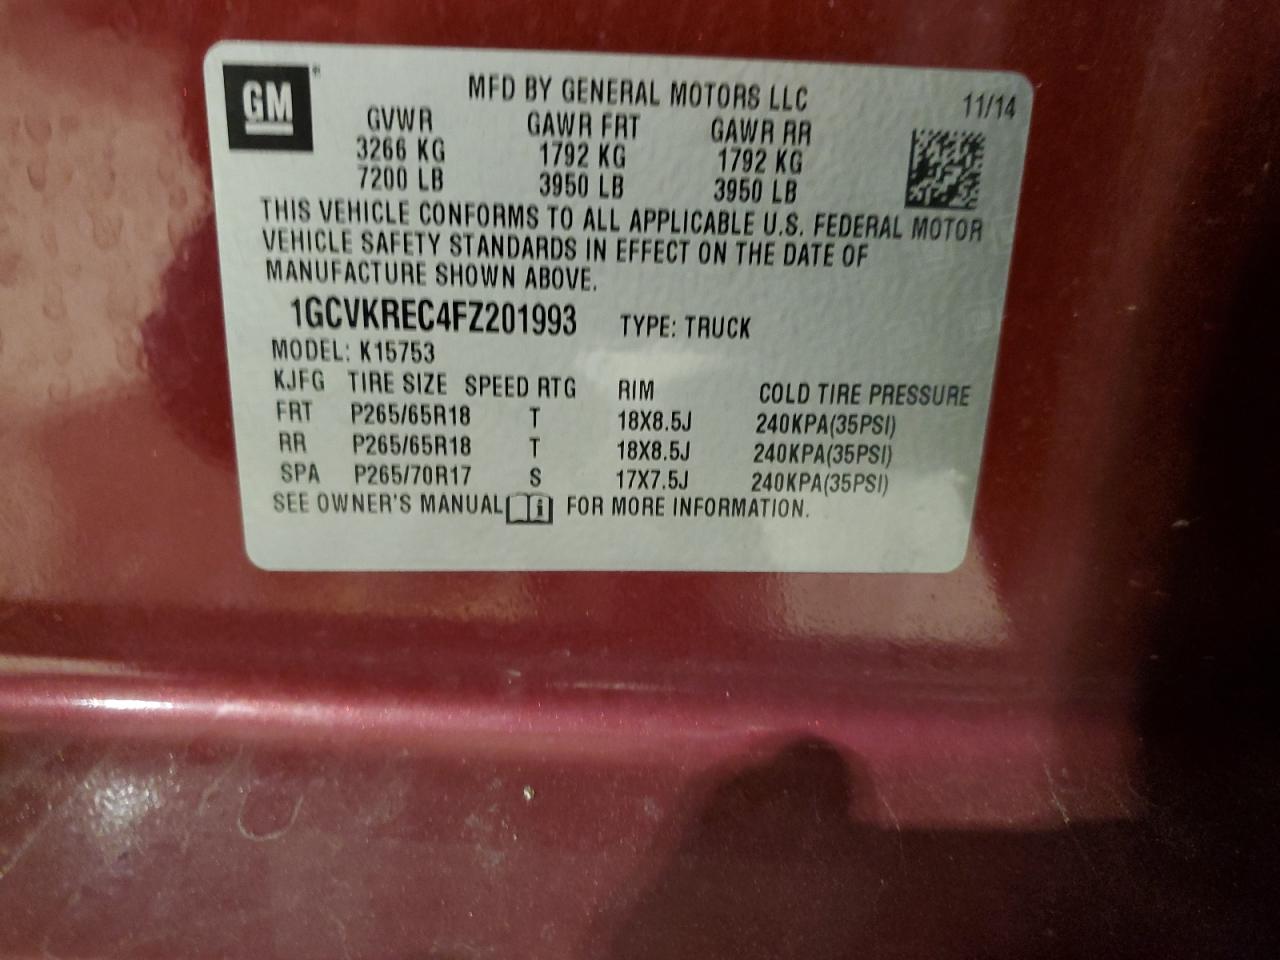 GM
MFD BY GENERAL MOTORS LLC
11/14
GVWR GAWR FRT GAWR RR
3266 KG 1792 KG 1792 KG
7200 LB 3950 LB 3950 LB
THIS VEHICLE CONFORMS TO ALL APPLICABLE U.S. FEDERAL MOTOR
VEHICLE SAFETY STANDARDS IN EFFECT ON THE DATE OF
MANUFACTURE SHOWN ABOVE.
1GCVKREC4FZ201993 TYPE: TRUCK
MODEL: K15753
KJFG TIRE SIZE SPEED RTG RIM COLD TIRE PRESSURE
FRT P265/65R18 T 18X8.5J 240KPA(35PSI)
RR P265/65R18 T 18X8.5J 240KPA(35PSI)
SPA P265/70R17 S 17X7.5J 240KPA(35PSI)
SEE OWNER'S MANUAL i FOR MORE INFORMATION.